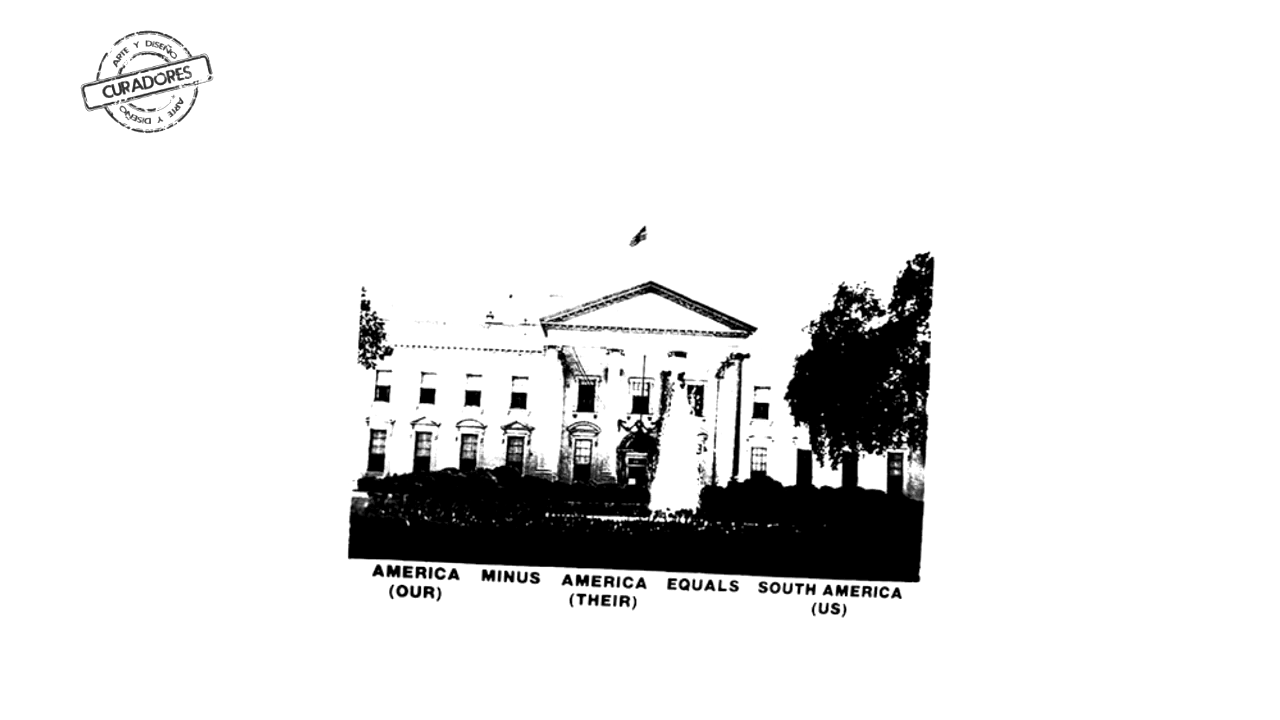 ARTE Y DISEÑO
CURADORES
ARTE Y DISEÑO
AMERICA MINUS AMERICA EQUALS SOUTH AMERICA
(OUR) (THEIR) (US)